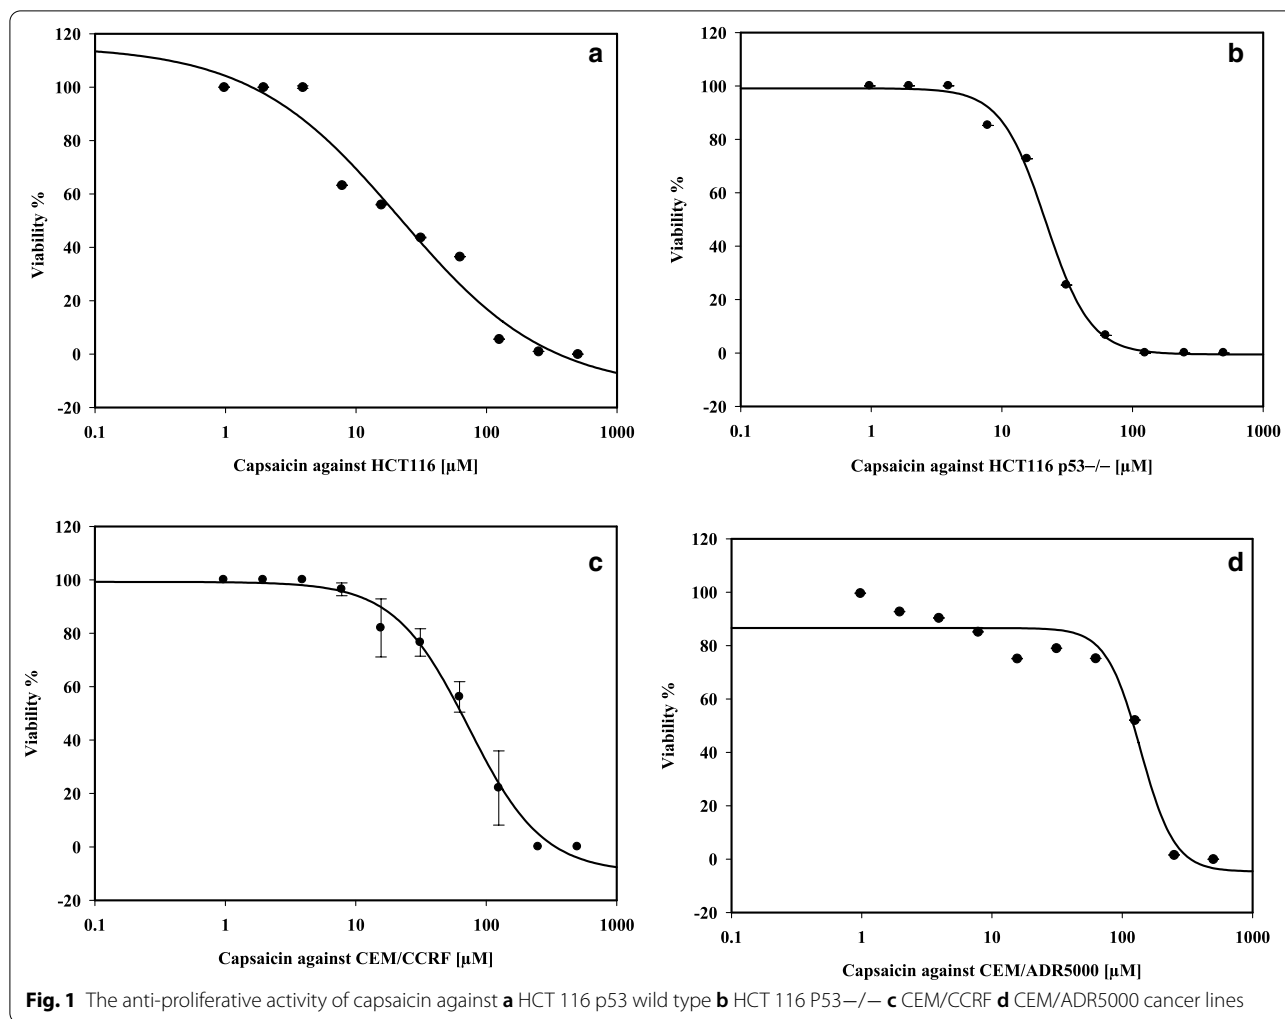 a
120
100
80
60
40
20
0
-20
Viability %
0.1 1 10 100 1000
Capsaicin against HCT116 [µM]
b
120
100
80
60
40
20
0
-20
Viability %
0.1 1 10 100 1000
Capsaicin against HCT116 p53−/− [µM]
c
120
100
80
60
40
20
0
-20
Viability %
0.1 1 10 100 1000
Capsaicin against CEM/CCRF [µM]
d
120
100
80
60
40
20
0
-20
Viability %
0.1 1 10 100 1000
Capsaicin against CEM/ADR5000 [µM]
Fig. 1 The anti-proliferative activity of capsaicin against a HCT 116 p53 wild type b HCT 116 P53−/− c CEM/CCRF d CEM/ADR5000 cancer lines